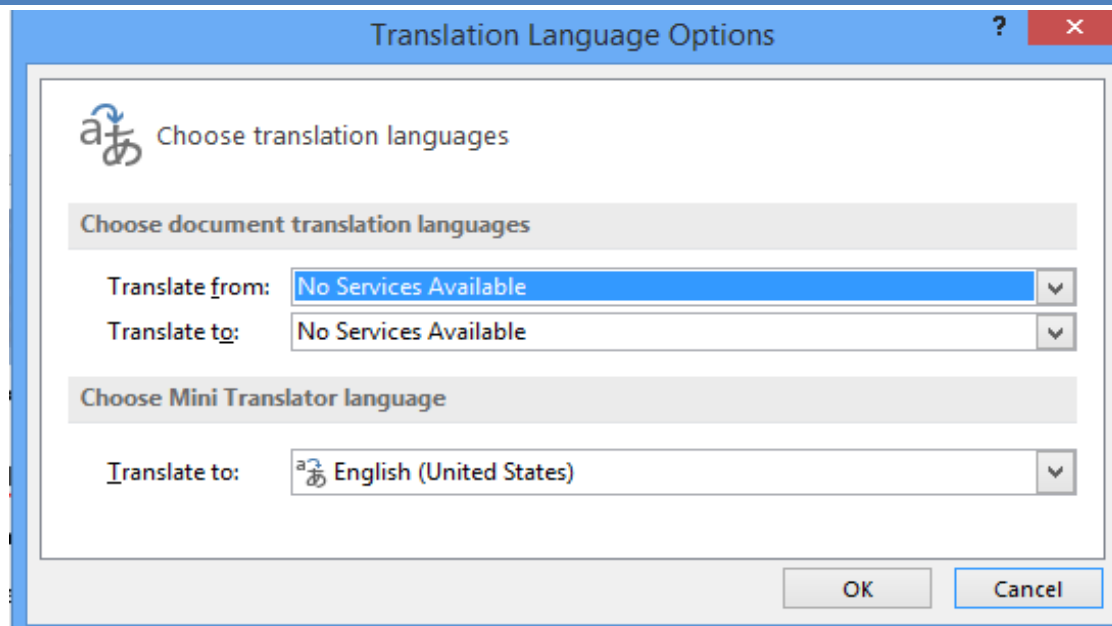 Translation Language Options
?
Choose translation languages
Choose document translation languages
Translate from: No Services Available
Translate to: No Services Available
Choose Mini Translator language
Translate to: English (United States)
OK Cancel